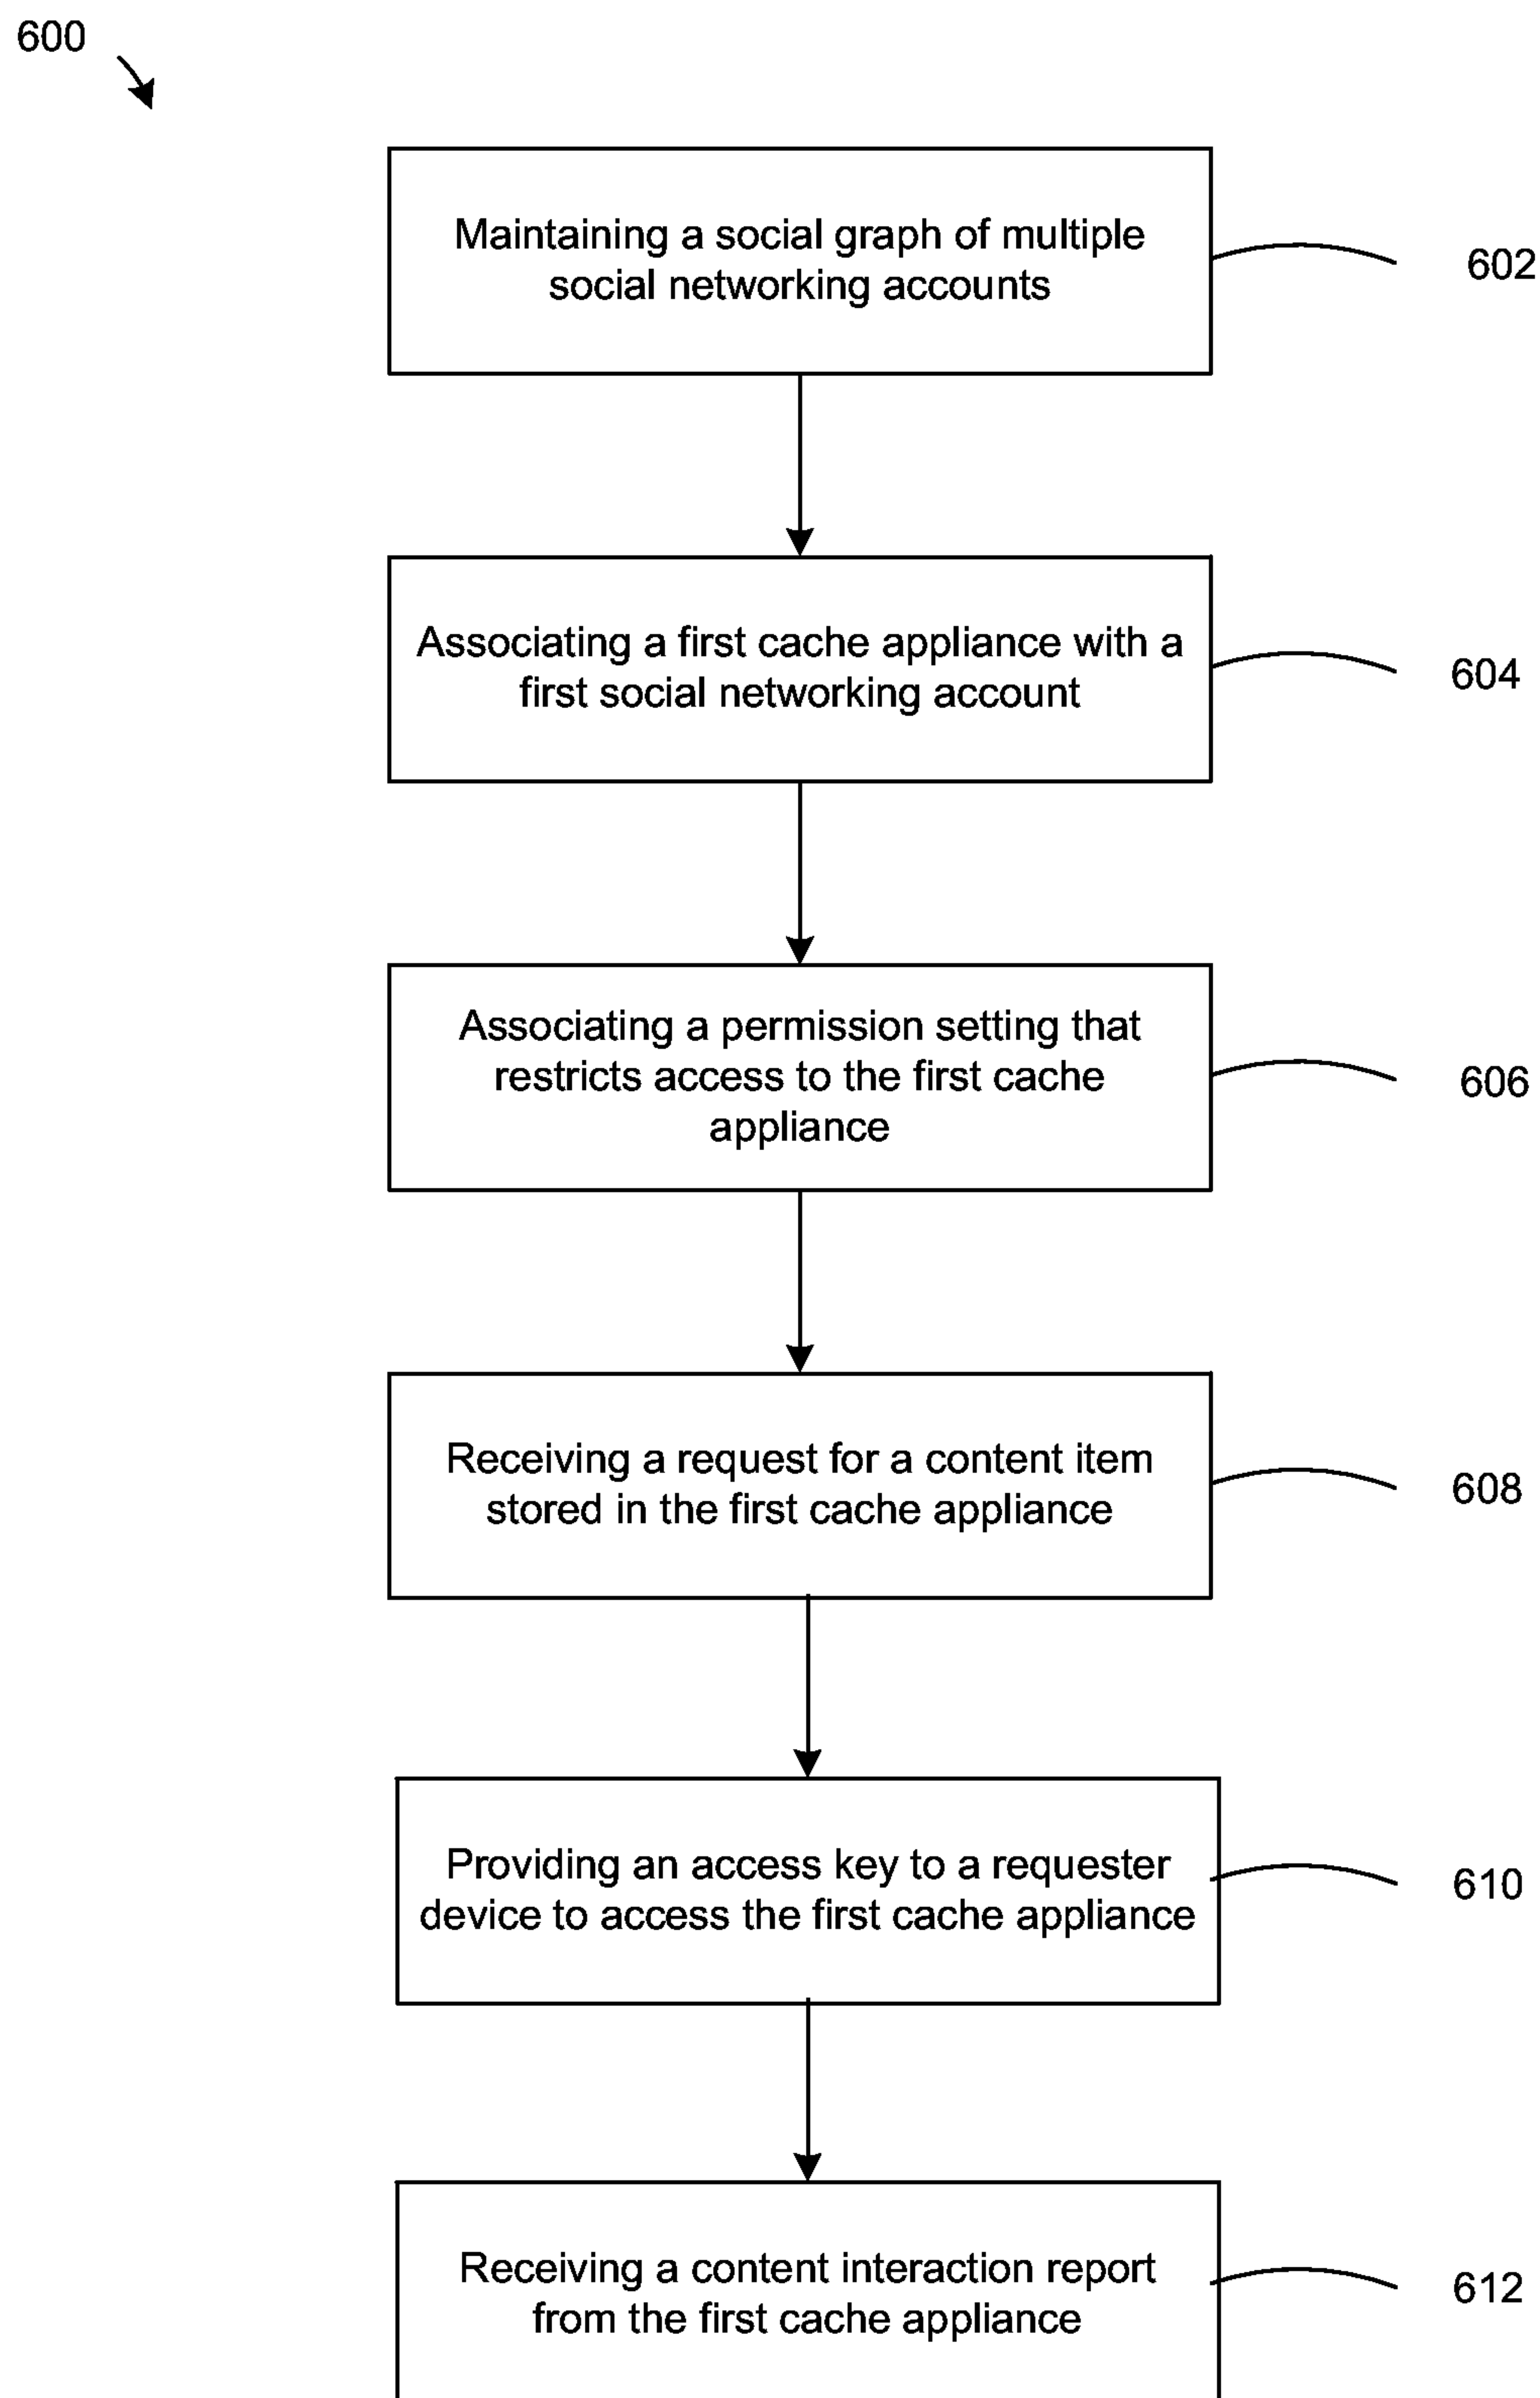 600
Maintaining a social graph of multiple
social networking accounts
602
Associating a first cache appliance with a
first social networking account
604
Associating a permission setting that
restricts access to the first cache
appliance
606
Receiving a request for a content item
stored in the first cache appliance
608
Providing an access key to a requester
device to access the first cache appliance
610
Receiving a content interaction report
from the first cache appliance
612